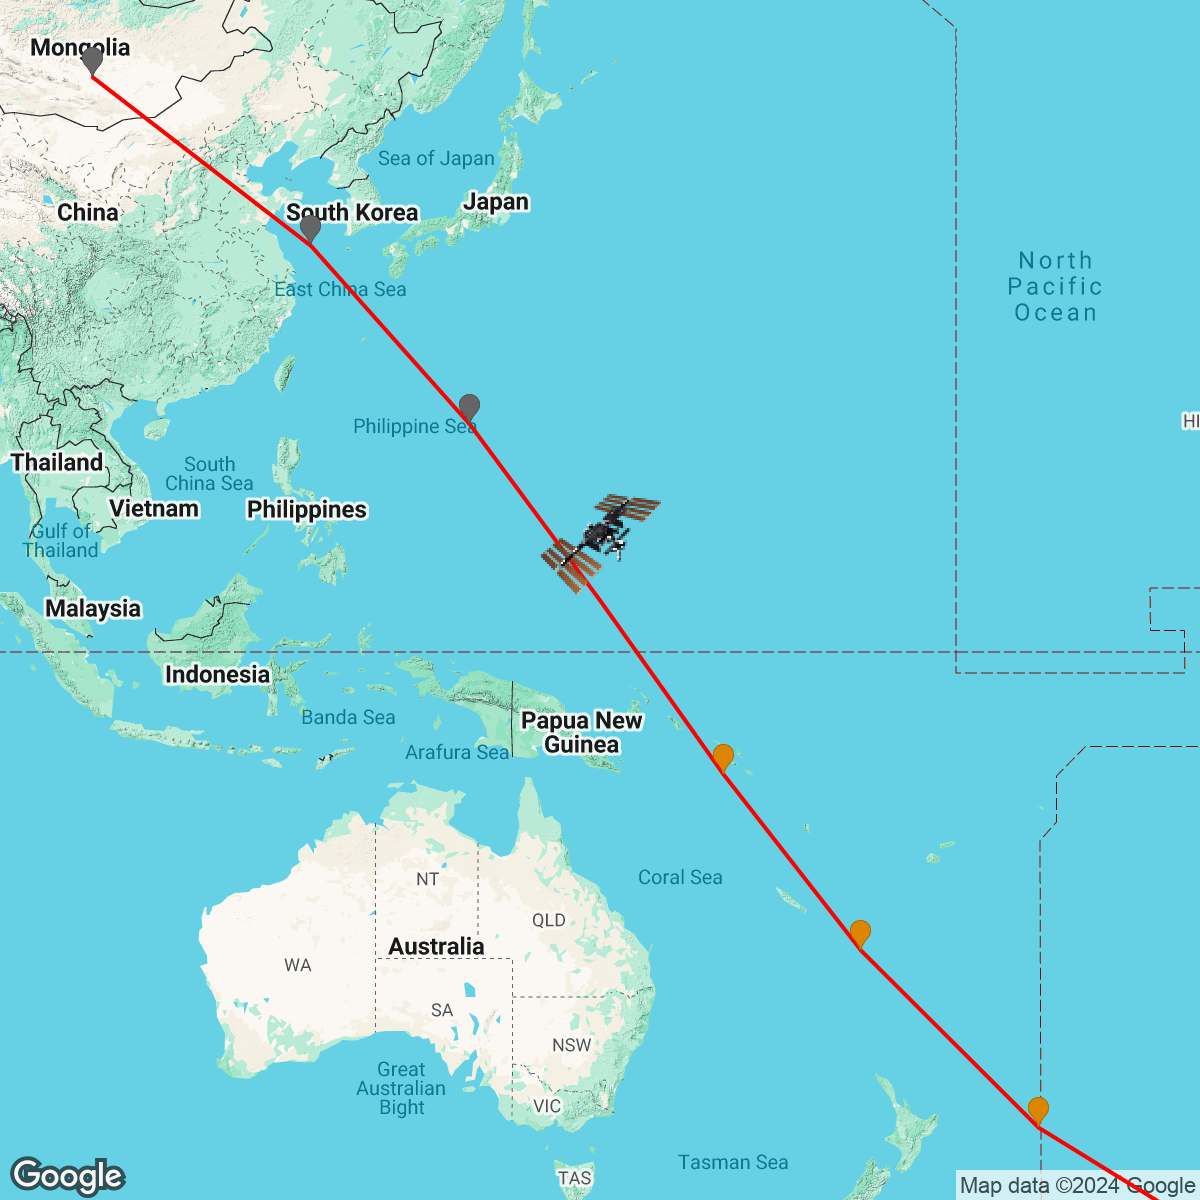 Mongolia
Sea of Japan
Japan
China
South Korea
North
Pacific
Ocean
East China Sea
HI
Philippine Sea
Thailand
South
China Sea
Vietnam
Philippines
Gulf of
Thailand
Malaysia
Indonesia
Banda Sea
Papua New
Guinea
Arafura Sea
Coral Sea
NT
QLD
Australia
WA
SA
NSW
Great
Australian
Bight
VIC
Tasman Sea
TAS
Google
Map data ©2024 Google